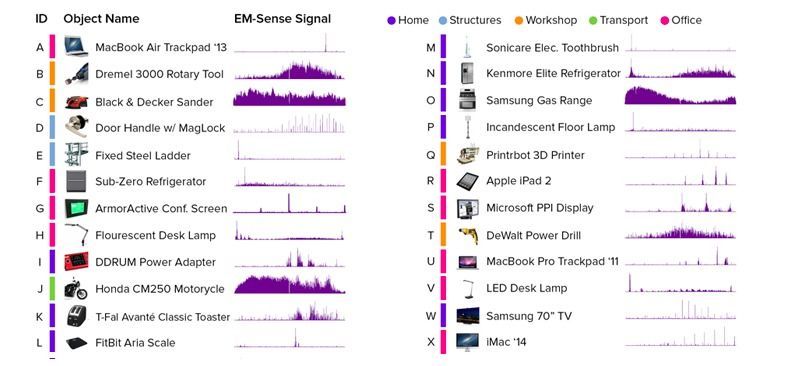 ID Object Name EM-Sense Signal
A MacBook Air Trackpad ‘13
B Dremel 3000 Rotary Tool
C Black & Decker Sander
D Door Handle w/ MagLock
E Fixed Steel Ladder
F Sub-Zero Refrigerator
G ArmorActive Conf. Screen
H Flourescent Desk Lamp
I DDRUM Power Adapter
J Honda CM250 Motorycle
K T-Fal Avanté Classic Toaster
L FitBit Aria Scale
Home Structures Workshop Transport Office
M Sonicare Elec. Toothbrush
N Kenmore Elite Refrigerator
O Samsung Gas Range
P Incandescent Floor Lamp
Q Printrbot 3D Printer
R Apple iPad 2
S Microsoft PPI Display
T DeWalt Power Drill
U MacBook Pro Trackpad ‘11
V LED Desk Lamp
W Samsung 70” TV
X iMac ‘14